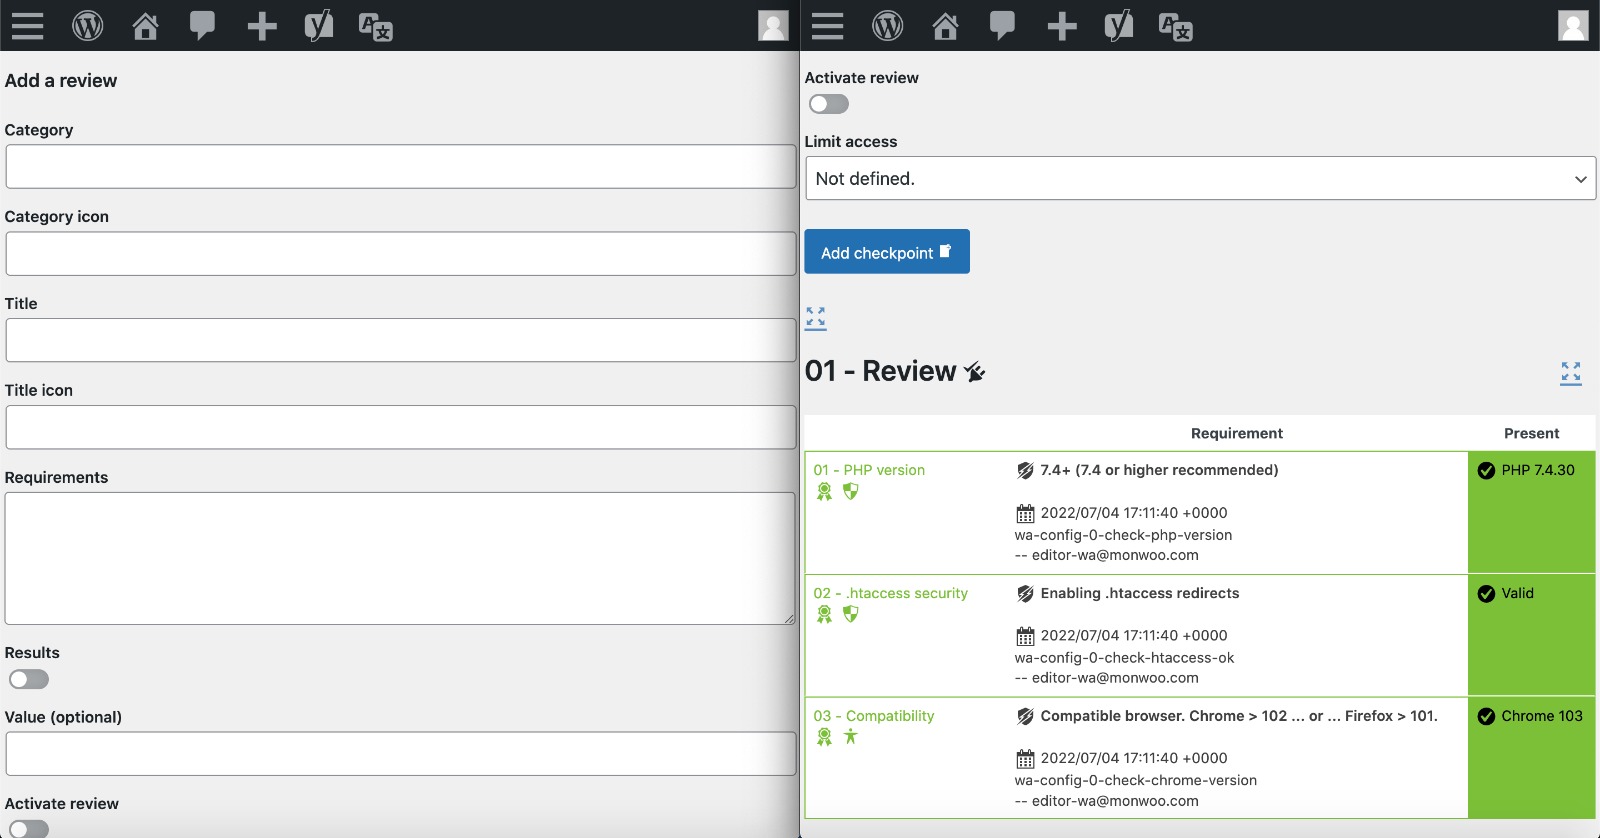 Add a review
Category
Category icon
Title
Title icon
Requirements
Results
Value (optional)
Activate review
Activate review
Limit access
Not defined.
Add checkpoint
01 - Review
Requirement Present
01 - PHP version 7.4+ (7.4 or higher recommended) PHP 7.4.30
2022/07/04 17:11:40 +0000
wa-config-0-check-php-version
-- editor-wa@monwoo.com
02 - .htaccess security Enabling .htaccess redirects Valid
2022/07/04 17:11:40 +0000
wa-config-0-check-htaccess-ok
-- editor-wa@monwoo.com
03 - Compatibility Compatible browser. Chrome > 102 ... or ... Firefox > 101. Chrome 103
2022/07/04 17:11:40 +0000
wa-config-0-check-chrome-version
-- editor-wa@monwoo.com